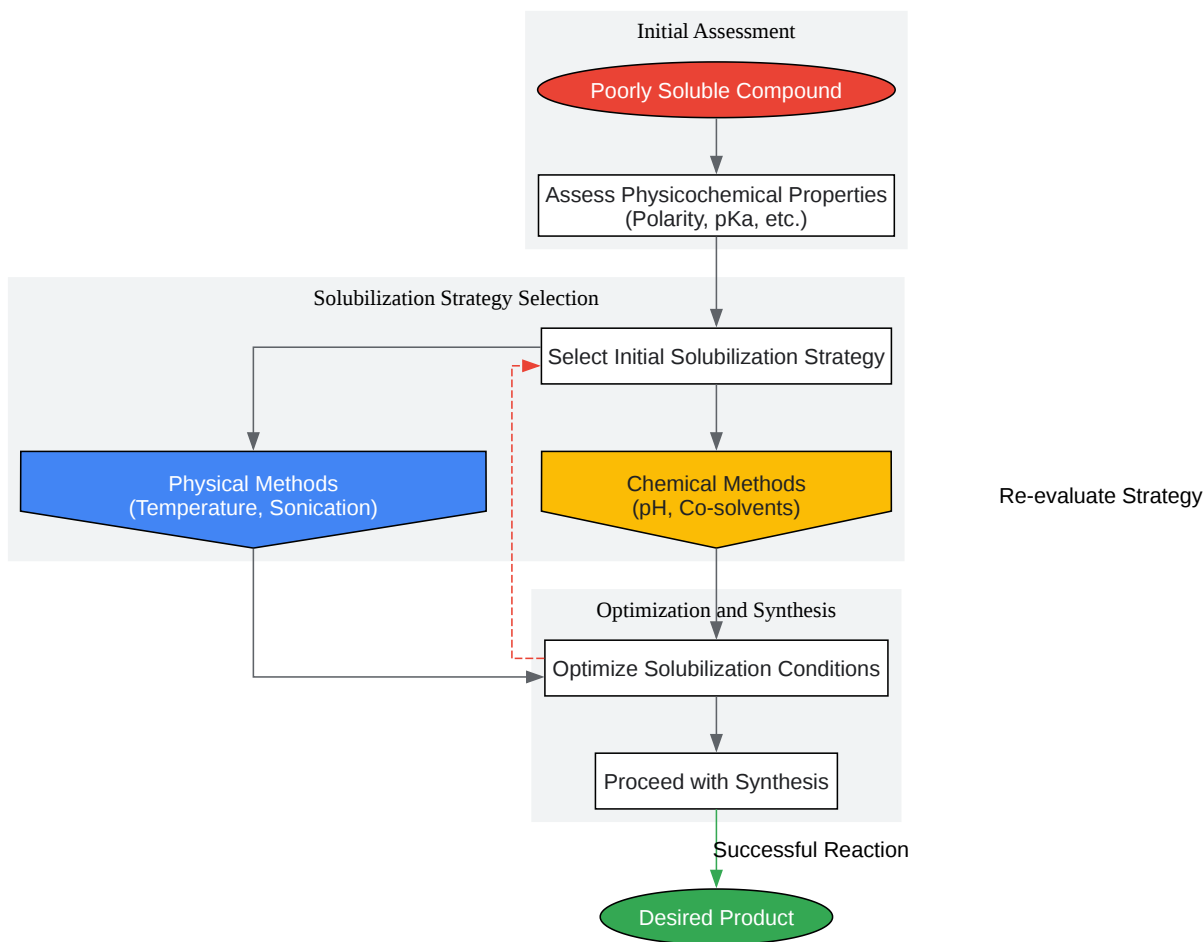 Initial Assessment
Poorly Soluble Compound
Assess Physicochemical Properties
(Polarity, pKa, etc.)
Solubilization Strategy Selection
Select Initial Solubilization Strategy
Physical Methods
(Temperature, Sonication)
Chemical Methods
(pH, Co-solvents)
Re-evaluate Strategy
Optimization and Synthesis
Optimize Solubilization Conditions
Proceed with Synthesis
Successful Reaction
Desired Product